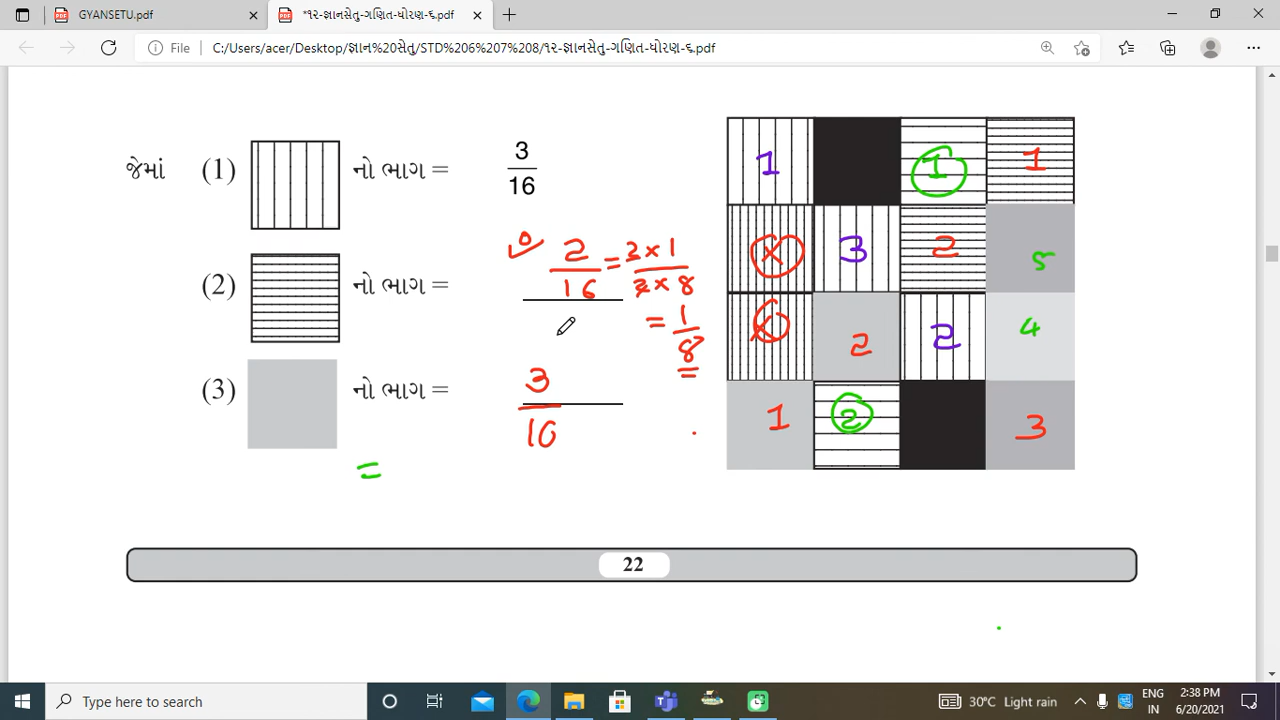 GYANSETU.pdf
*૧૨-જ્ઞાનસેતુ-ગણિત-ધોરણ-૬.pdf
File C:/Users/acer/Desktop/જ્ઞાન%20સેતુ/STD%206%207%208/૧૨-જ્ઞાનસેતુ-ગણિત-ધોરણ-૬.pdf
જેમાં (1) નો ભાગ = 3/16
(2) નો ભાગ = 2/16 = 2×1/2×8
= 1/8
(3) નો ભાગ = 3/16
=
1 1 1
x 3 2 5
x 2 2 4
1 2 3
22
Type here to search
30°C Light rain
ENG
IN
2:38 PM
6/20/2021